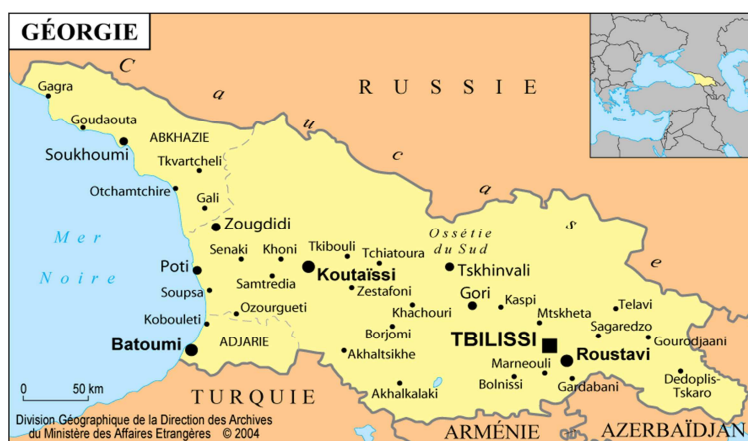 GÉORGIE
Caucase
RUSSIE
Gagra
Goudaouta
Soukhoumi
ABKHAZIE
Tkvartcheli
Otchamtchire
Gali
Zougdidi
Mer
Noire
Ossétie
du Sud
Senaki
Khoni
Tkibouli
Tchiatoura
Tskhinvali
Poti
Koutaïssi
Samtredia
Zestafoni
Soupsa
Ozourgueti
Khachouri
Gori
Kaspi
Telavi
Kobouleti
Borjomi
Mtskheta
Sagaredzo
Gourodjaani
Batoumi
ADJARIE
Akhaltsikhe
TBILISSI
Roustavi
Marneouli
Bolnissi
Gardabani
Dedoplis-
Tskaro
Akhalkalaki
0 50 km
TURQUIE
ARMÉNIE
AZERBAÏDJAN
Division Géographique de la Direction des Archives
du Ministère des Affaires Etrangères © 2004